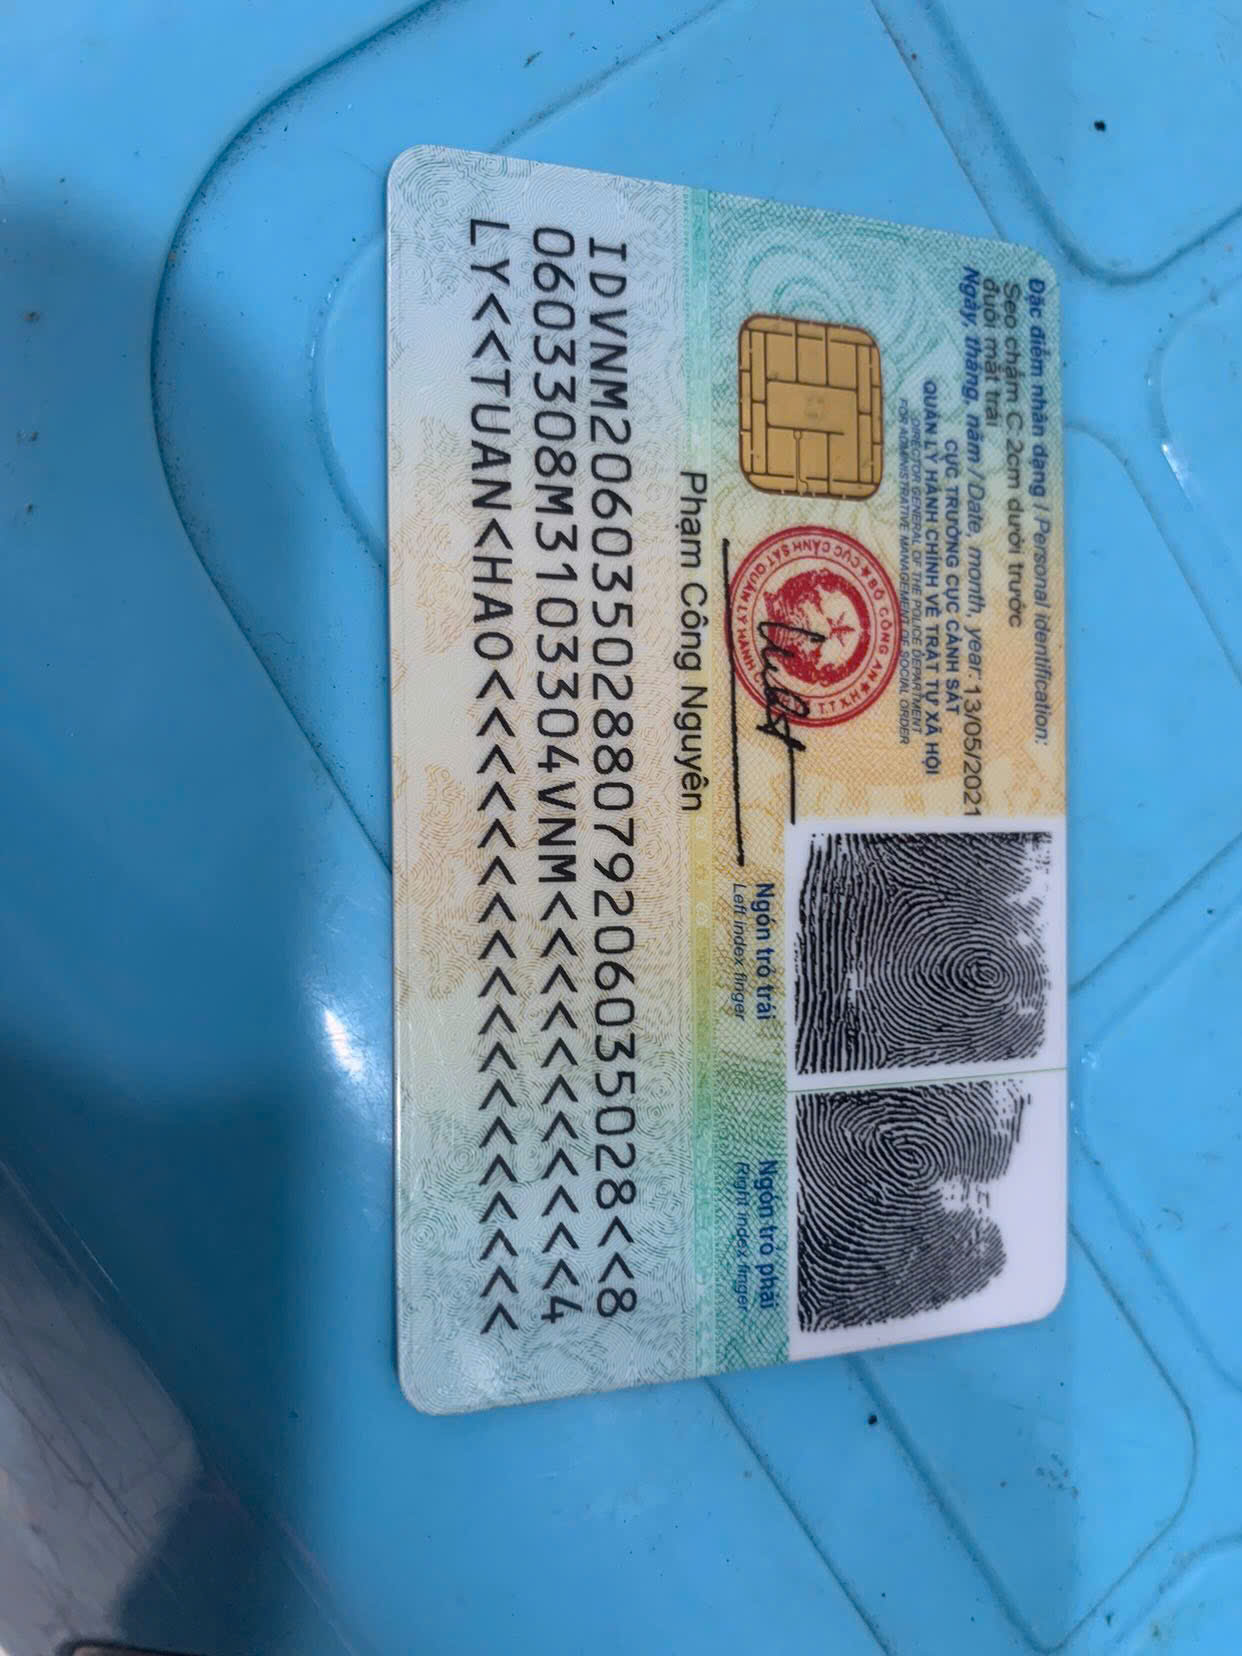 Đặc điểm nhân dạng / Personal identification:
Sẹo chấm C 2cm dưới trước
đuôi mắt trái
Ngày, tháng, năm / Date, month, year: 13/05/2021
CỤC TRƯỞNG CỤC CẢNH SÁT
QUẢN LÝ HÀNH CHÍNH VỀ TRẬT TỰ XÃ HỘI
DIRECTOR GENERAL OF THE POLICE DEPARTMENT
FOR ADMINISTRATIVE MANAGEMENT OF SOCIAL ORDER
BỘ CÔNG AN
CỤC CẢNH SÁT QUẢN LÝ HÀNH
Phạm Công Nguyên
Ngón trỏ trái
Left index finger
Ngón trỏ phải
Right index finger
IDVNM2060350288079206035028<<8
0603308M3103304VNM<<<<<<<<<<<4
LY<<TUAN<HAO<<<<<<<<<<<<<<<<<<